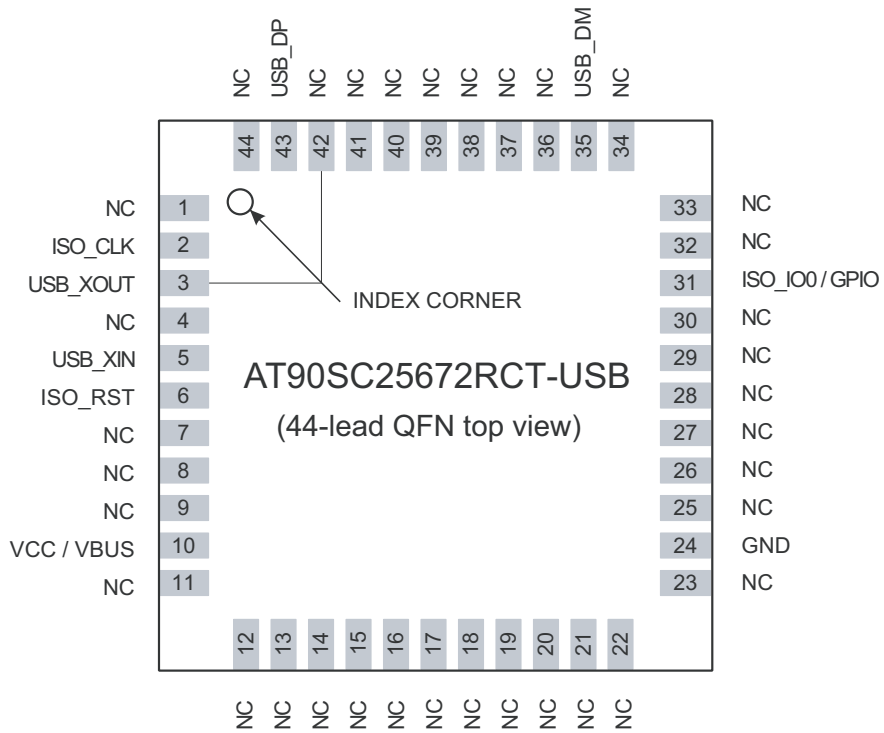 NC USB_DP NC NC NC NC NC NC NC USB_DM NC
44 43 42 41 40 39 38 37 36 35 34
NC 1 33 NC
ISO_CLK 2 32 NC
USB_XOUT 3 31 ISO_IO0 / GPIO
INDEX CORNER
NC 4 30 NC
USB_XIN 5 29 NC
AT90SC25672RCT-USB
ISO_RST 6 28 NC
(44-lead QFN top view)
NC 7 27 NC
NC 8 26 NC
NC 9 25 NC
VCC / VBUS 10 24 GND
NC 11 23 NC
12 13 14 15 16 17 18 19 20 21 22
NC NC NC NC NC NC NC NC NC NC NC